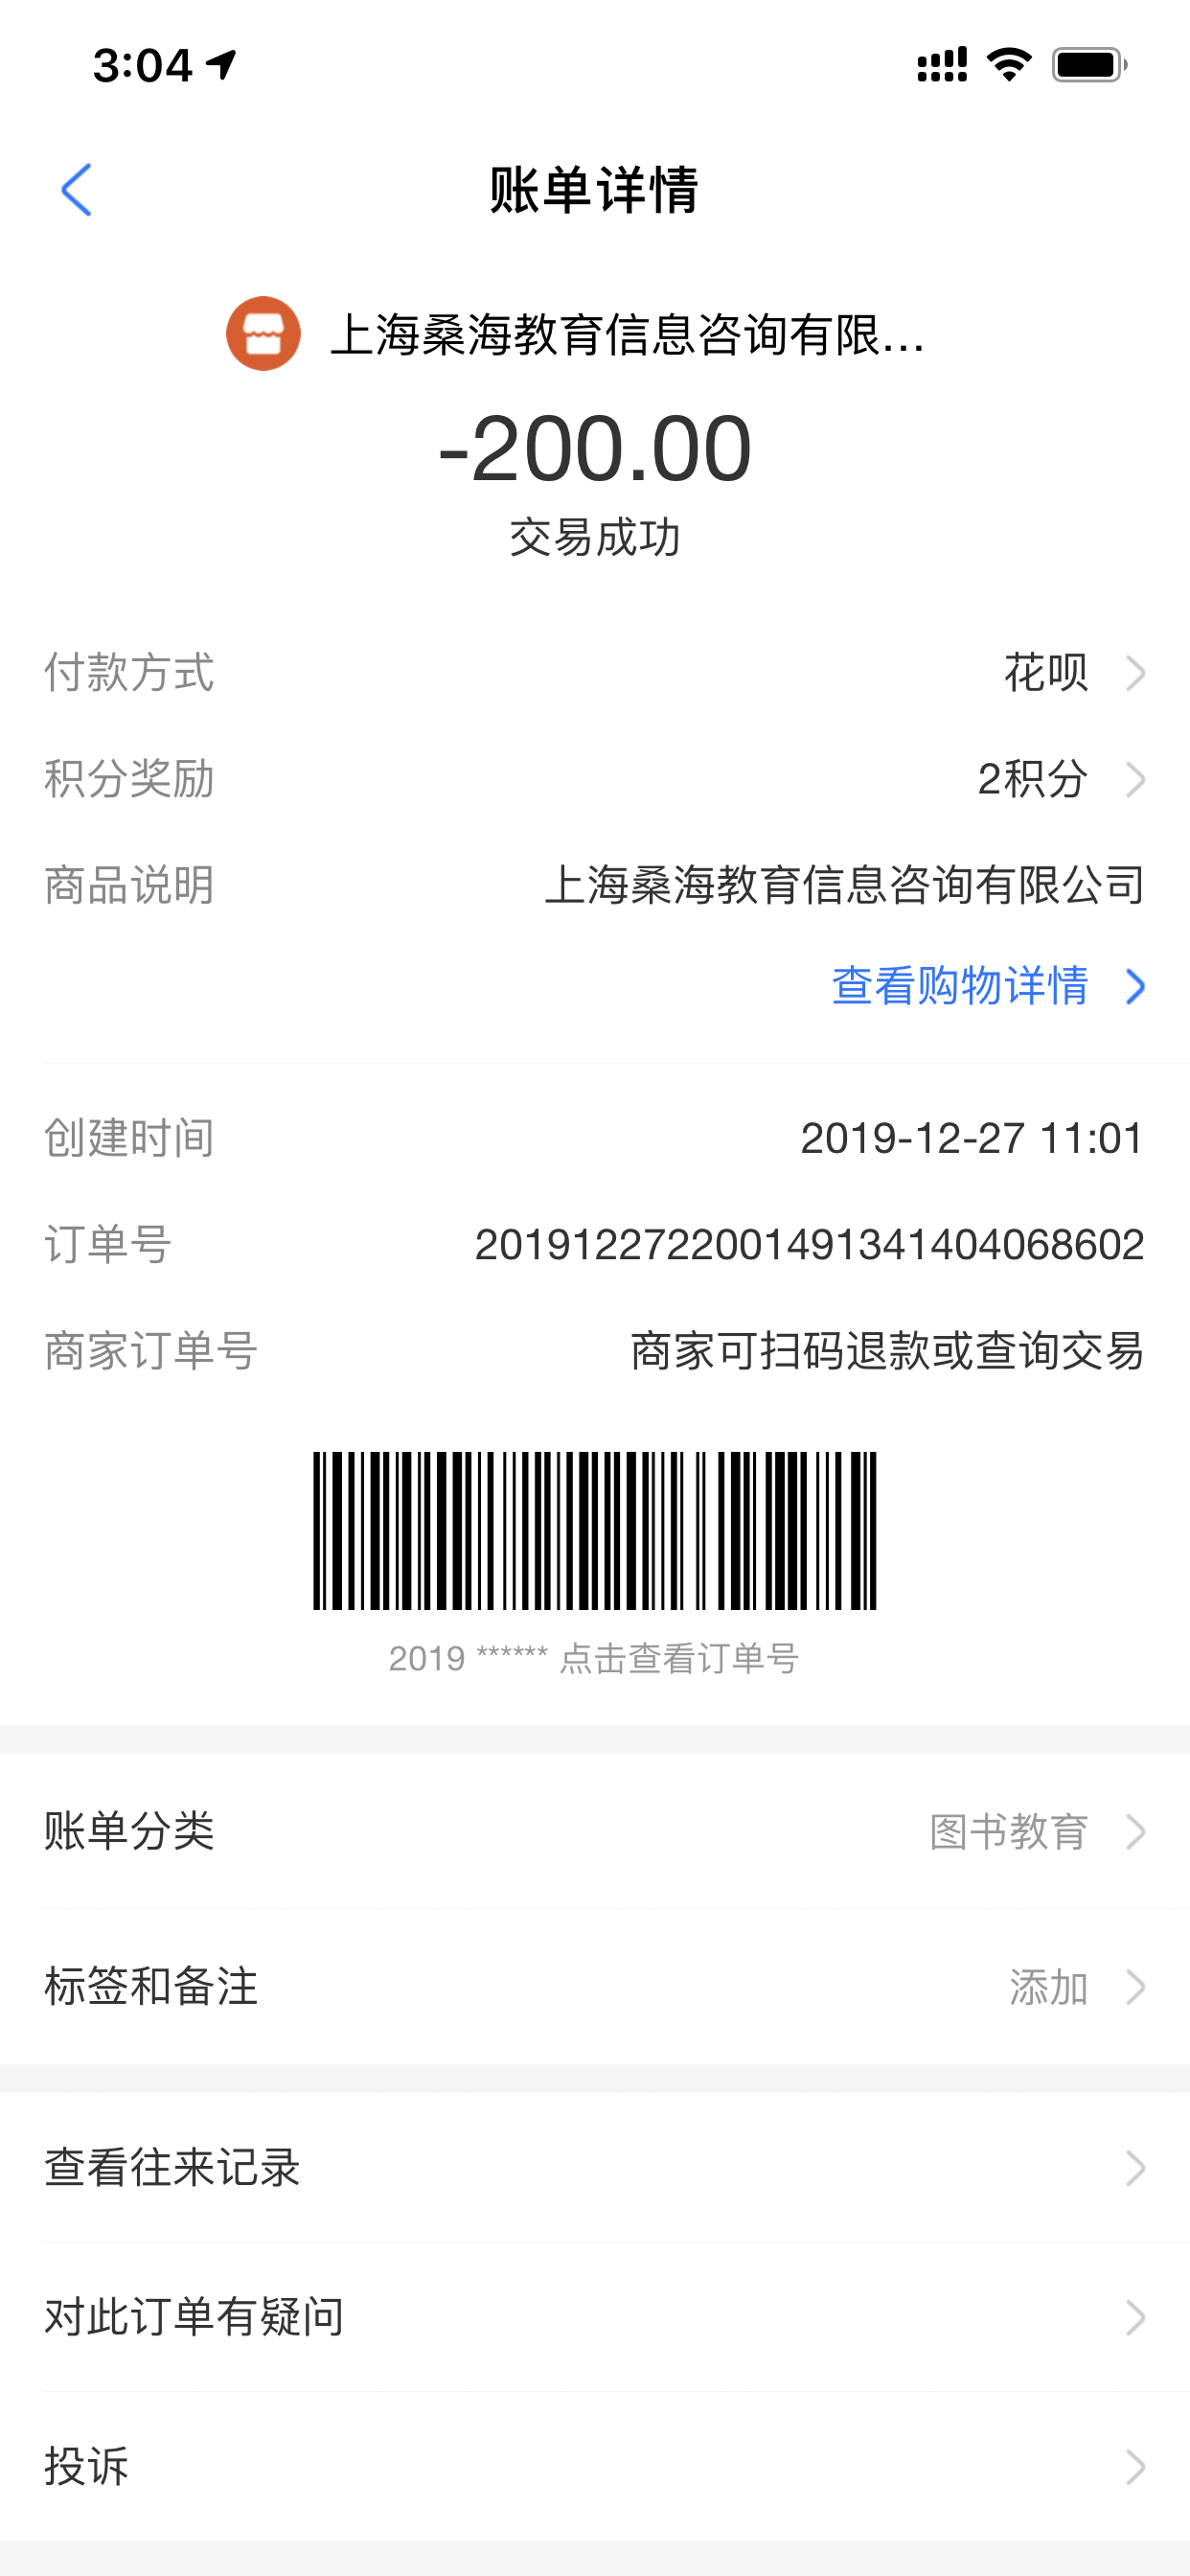 3:04
账单详情
上海桑海教育信息咨询有限...
-200.00
交易成功
付款方式 花呗
积分奖励 2积分
商品说明 上海桑海教育信息咨询有限公司
查看购物详情
创建时间 2019-12-27 11:01
订单号 2019122722001491341404068602
商家订单号 商家可扫码退款或查询交易
2019 ****** 点击查看订单号
账单分类 图书教育
标签和备注 添加
查看往来记录
对此订单有疑问
投诉